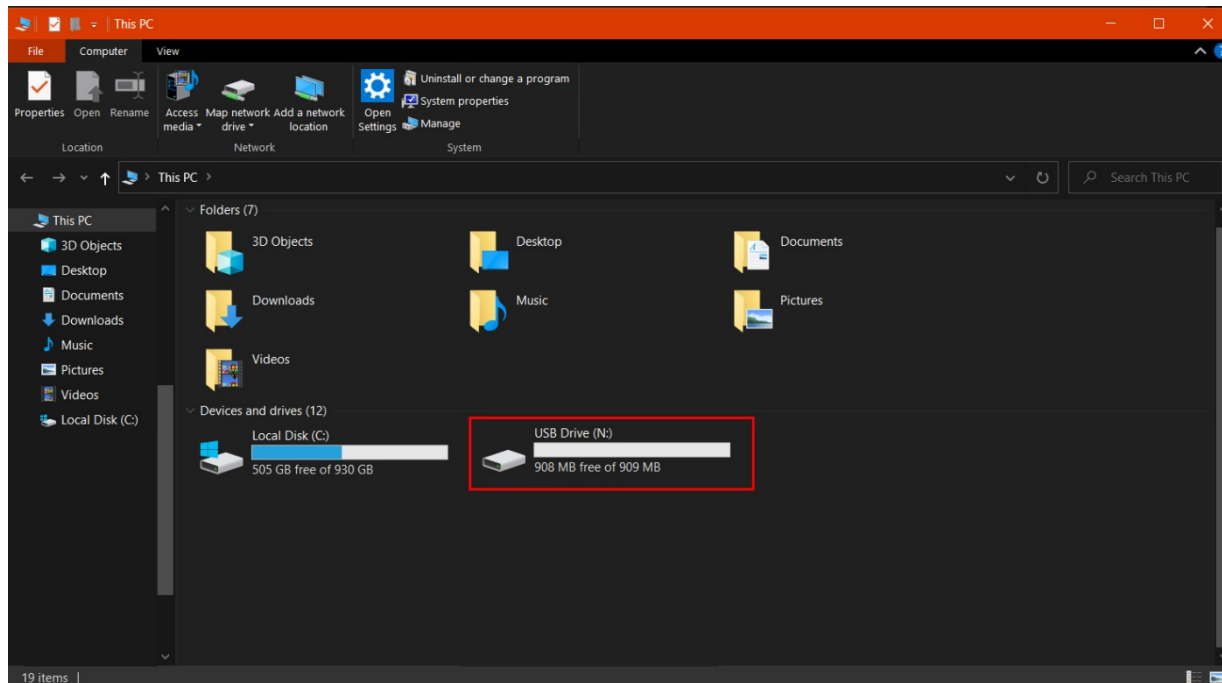 This PC
File Computer View
Properties Open Rename
Access media
Map network drive
Add a network location
Open Settings
Uninstall or change a program
System properties
Manage
Location Network System
This PC
Search This PC
This PC
3D Objects
Desktop
Documents
Downloads
Music
Pictures
Videos
Local Disk (C:)
Folders (7)
3D Objects Desktop Documents
Downloads Music Pictures
Videos
Devices and drives (12)
Local Disk (C:)
505 GB free of 930 GB
USB Drive (N:)
908 MB free of 909 MB
19 items